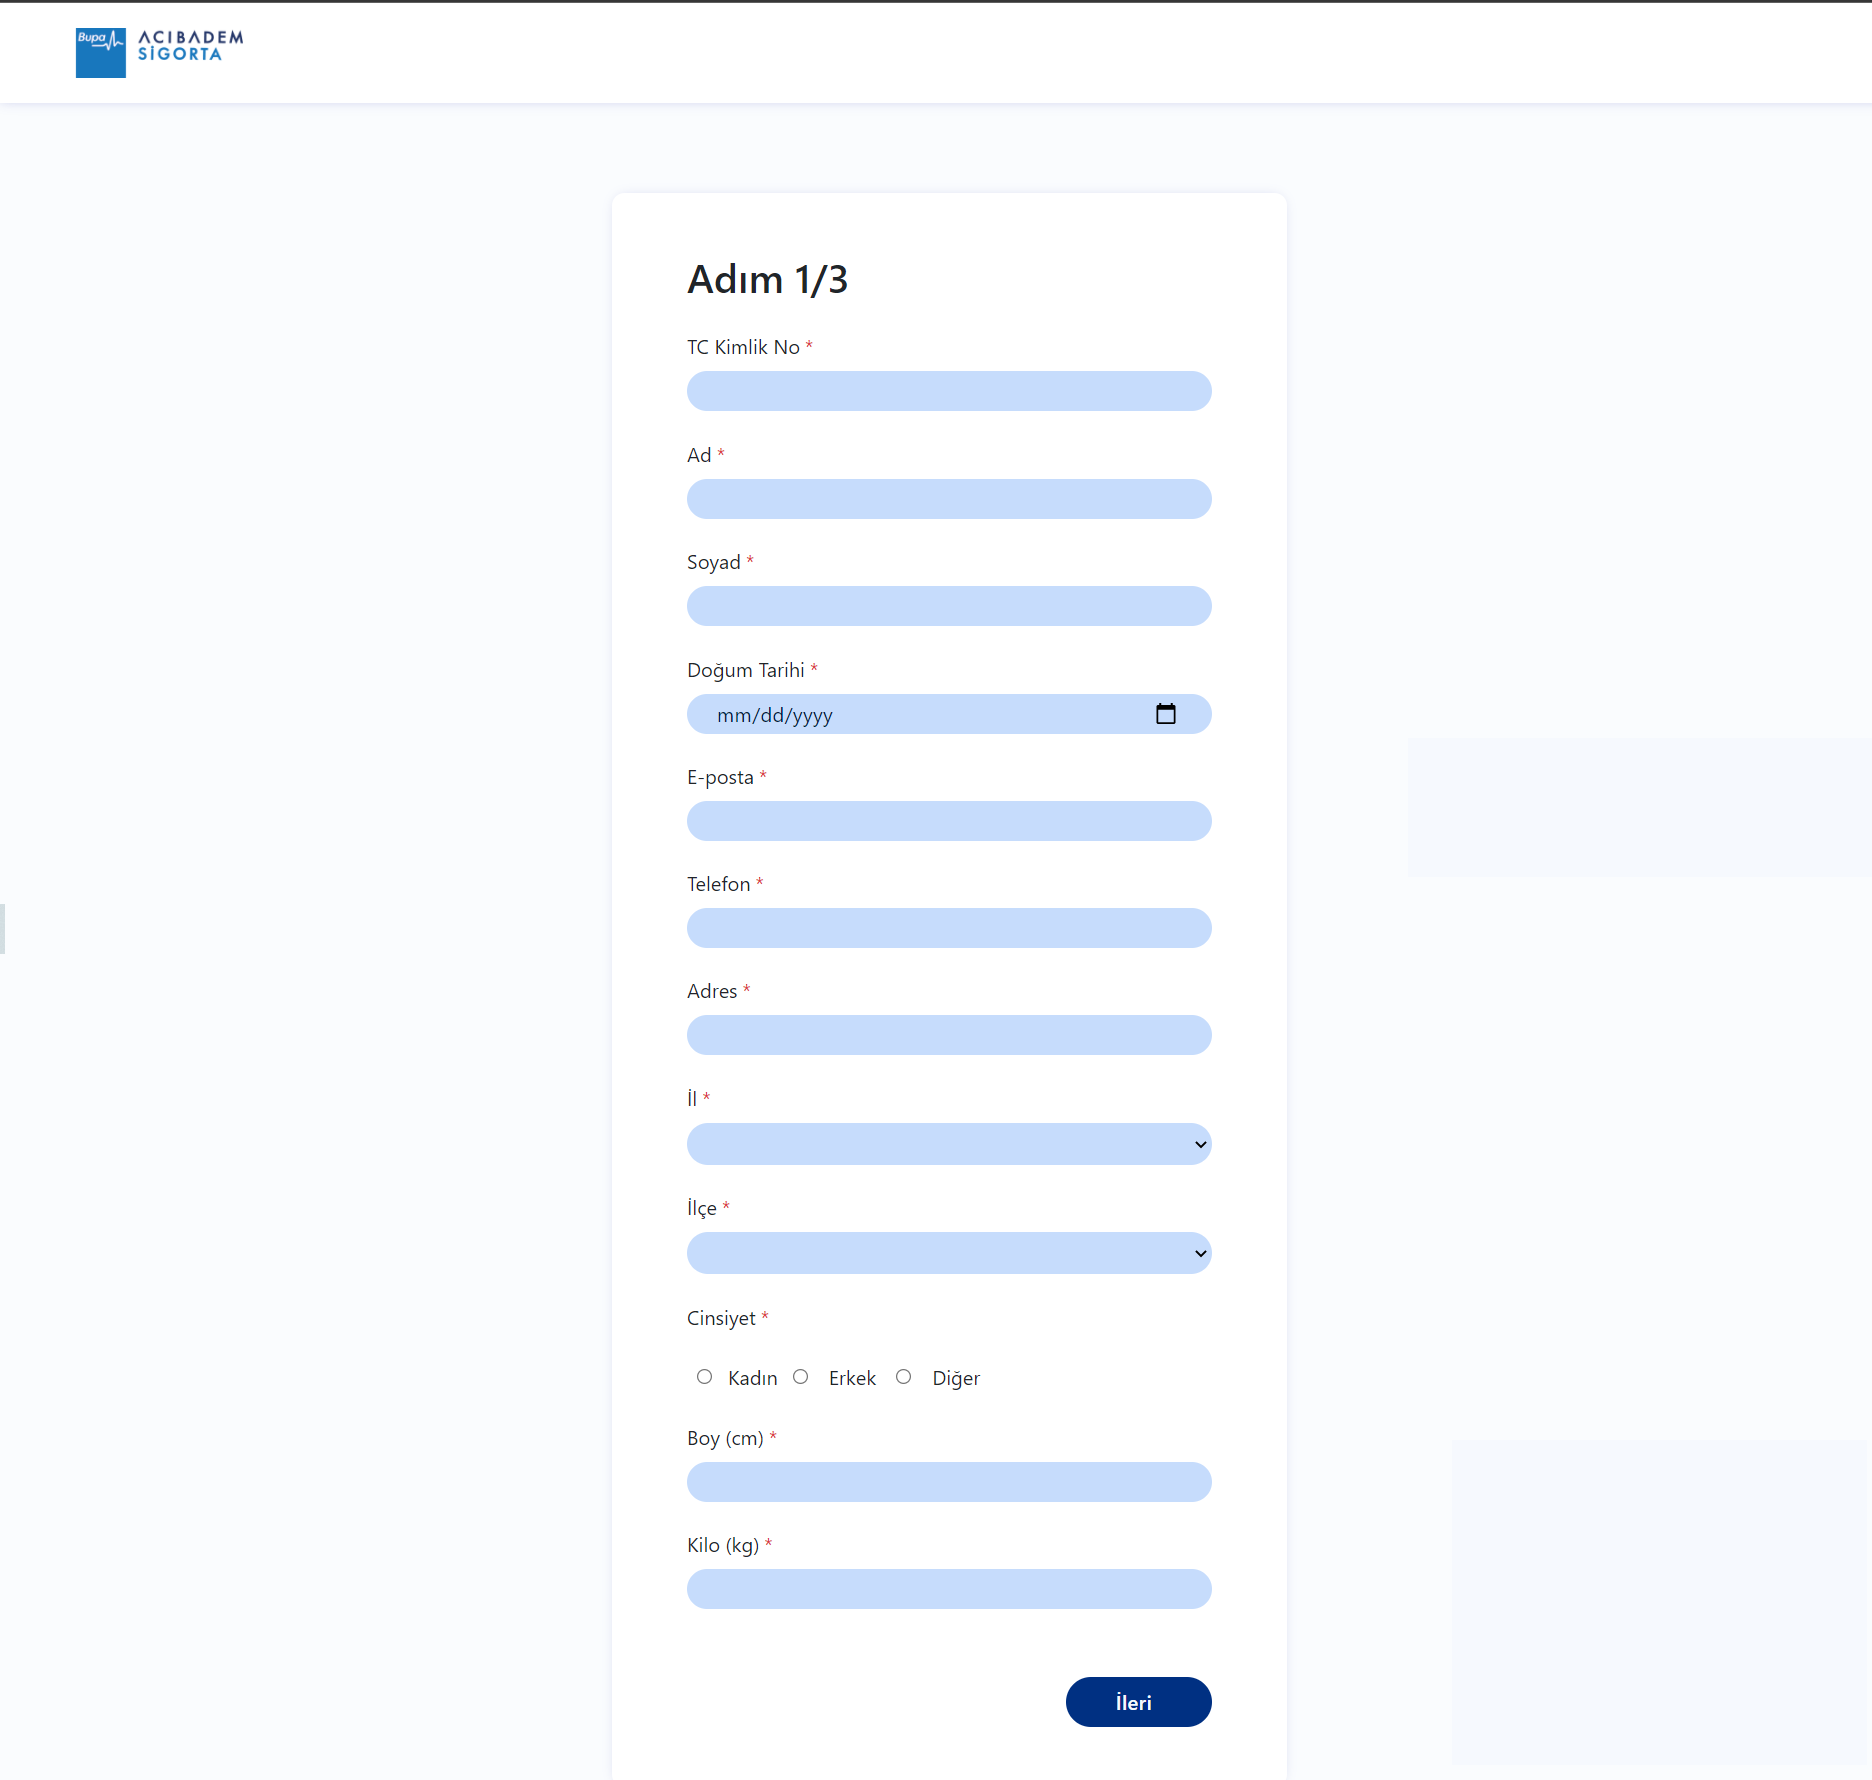 Bupa
ACIBADEM
SİGORTA
Adım 1/3
TC Kimlik No *
Ad *
Soyad *
Doğum Tarihi *
mm/dd/yyyy
E-posta *
Telefon *
Adres *
İl *
İlçe *
Cinsiyet *
Kadın Erkek Diğer
Boy (cm) *
Kilo (kg) *
İleri